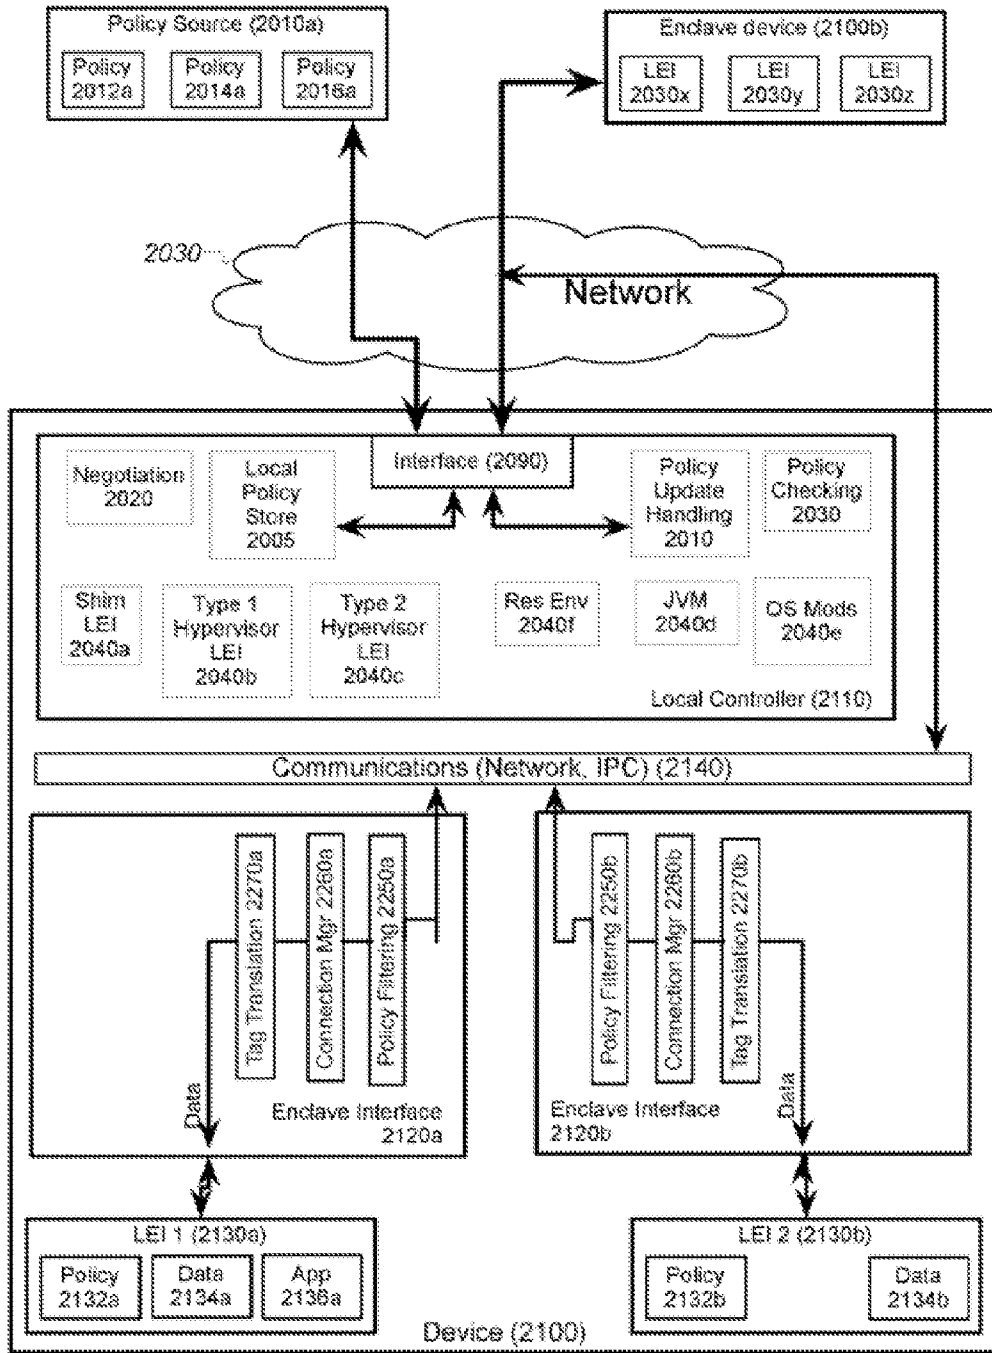 Policy Source (2010a)
Policy
2012a
Policy
2014a
Policy
2016a
Enclave device (2100b)
LEI
2030x
LEI
2030y
LEI
2030z
2030
Network
Interface (2090)
Negotiation
2020
Local
Policy
Store
2005
Policy
Update
Handling
2010
Policy
Checking
2030
Shim
LEI
2040a
Type 1
Hypervisor
LEI
2040b
Type 2
Hypervisor
LEI
2040c
Res Env
2040f
JVM
2040d
OS Mods
2040e
Local Controller (2110)
Communications (Network, IPC) (2140)
Tag Translation 2270a
Connection Mgr 2260a
Policy Filtering 2250a
Data
Enclave Interface
2120a
Policy Filtering 2250b
Connection Mgr 2260b
Tag Translation 2270b
Data
Enclave Interface
2120b
LEI 1 (2130a)
Policy
2132a
Data
2134a
App
2136a
LEI 2 (2130b)
Policy
2132b
Data
2134b
Device (2100)